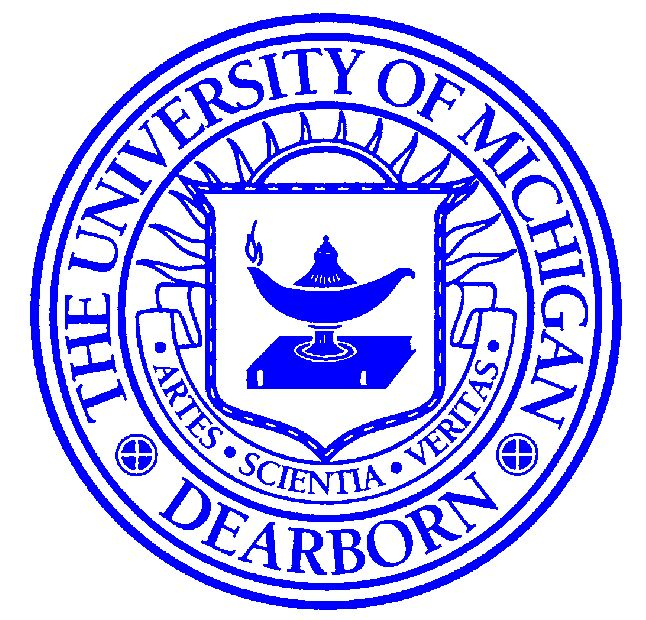 THE UNIVERSITY OF MICHIGAN
ARTES • SCIENTIA • VERITAS
DEARBORN